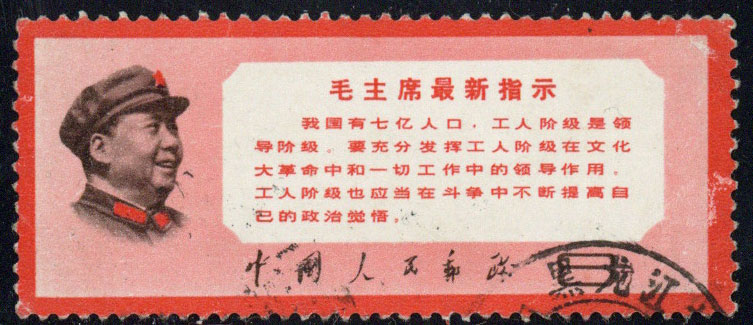 毛主席最新指示
我国有七亿人口，工人阶级是领
导阶级。要充分发挥工人阶级在文化
大革命中和一切工作中的领导作用。
工人阶级也应当在斗争中不断提高自
己的政治觉悟。
中国人民邮政
黑龙江